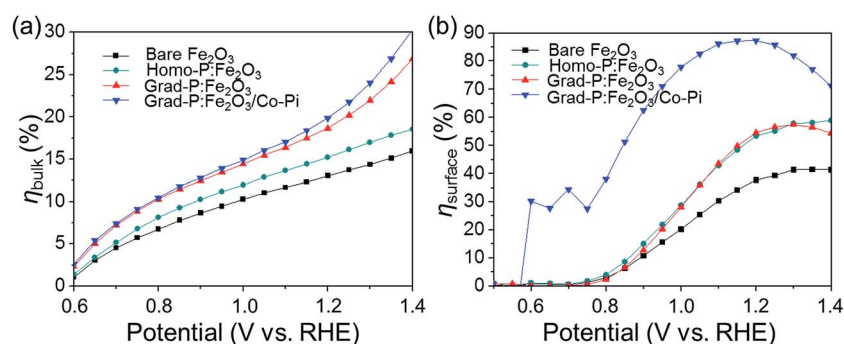 (a)
30
25
20
15
10
5
0
η_bulk (%)
Bare Fe₂O₃
Homo-P:Fe₂O₃
Grad-P:Fe₂O₃
Grad-P:Fe₂O₃/Co-Pi
0.6 0.8 1.0 1.2 1.4
Potential (V vs. RHE)
(b)
90
80
70
60
50
40
30
20
10
0
η_surface (%)
Bare Fe₂O₃
Homo-P:Fe₂O₃
Grad-P:Fe₂O₃
Grad-P:Fe₂O₃/Co-Pi
0.6 0.8 1.0 1.2 1.4
Potential (V vs. RHE)